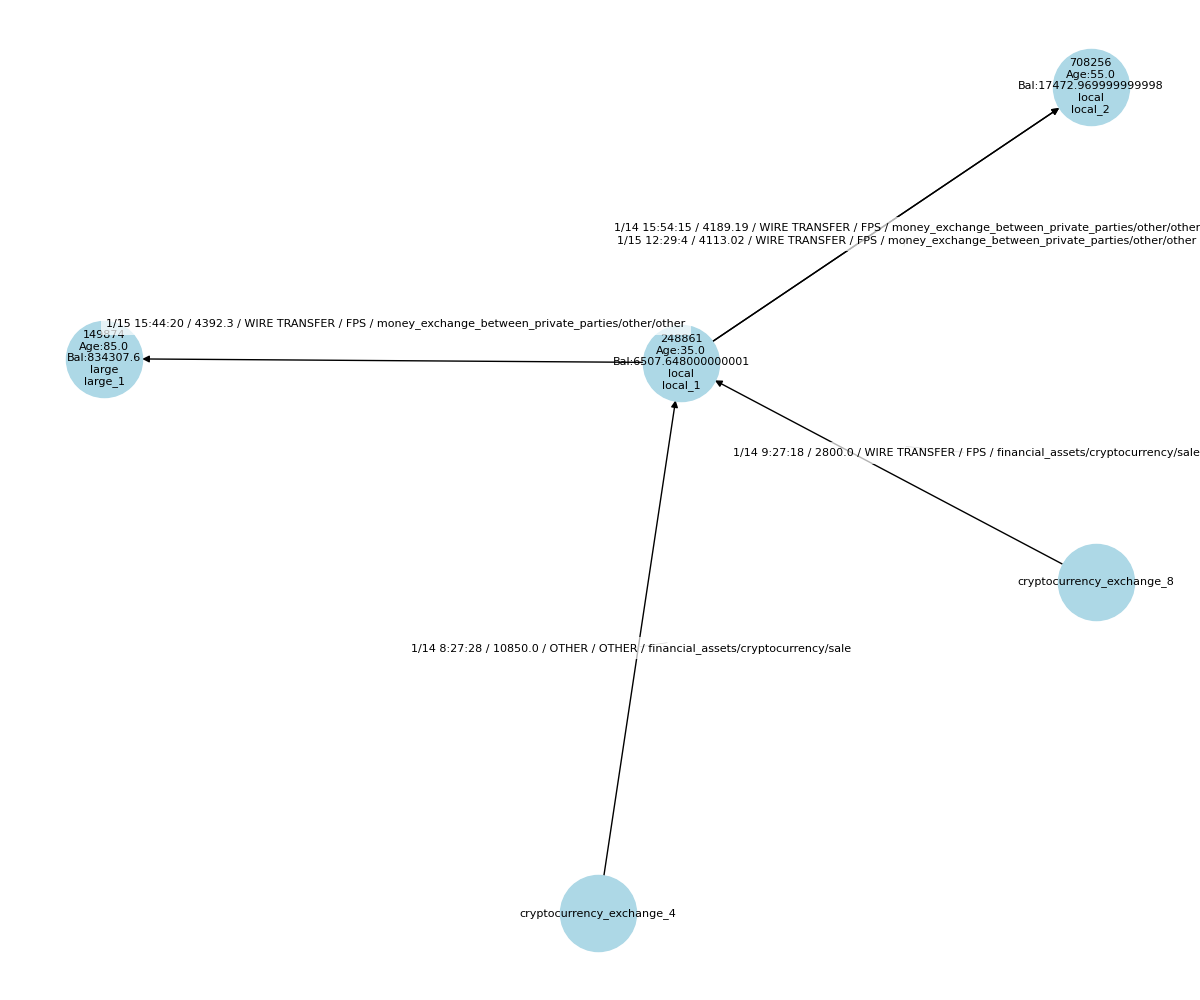 708256
Age:55.0
Bal:17472.969999999998
local
local_2
1/14 15:54:15 / 4189.19 / WIRE TRANSFER / FPS / money_exchange_between_private_parties/other/other
1/15 12:29:4 / 4113.02 / WIRE TRANSFER / FPS / money_exchange_between_private_parties/other/other
1/15 15:44:20 / 4392.3 / WIRE TRANSFER / FPS / money_exchange_between_private_parties/other/other
149874
Age:85.0
Bal:834307.6
large
large_1
248861
Age:35.0
Bal:6507.648000000001
local
local_1
1/14 9:27:18 / 2800.0 / WIRE TRANSFER / FPS / financial_assets/cryptocurrency/sale
cryptocurrency_exchange_8
1/14 8:27:28 / 10850.0 / OTHER / OTHER / financial_assets/cryptocurrency/sale
cryptocurrency_exchange_4